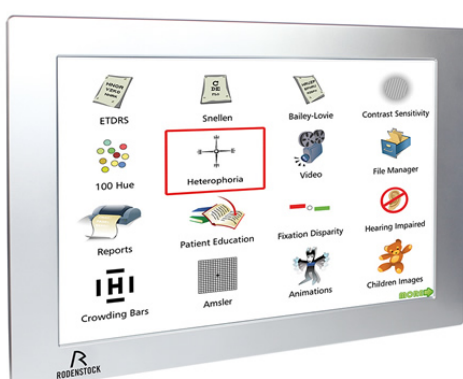 ETDRS
Snellen
Bailey-Lovie
Contrast Sensitivity
100 Hue
Heterophoria
Video
File Manager
Reports
Patient Education
Fixation Disparity
Hearing Impaired
Crowding Bars
Amsler
Animations
Children Images
MORE
R
RODENSTOCK